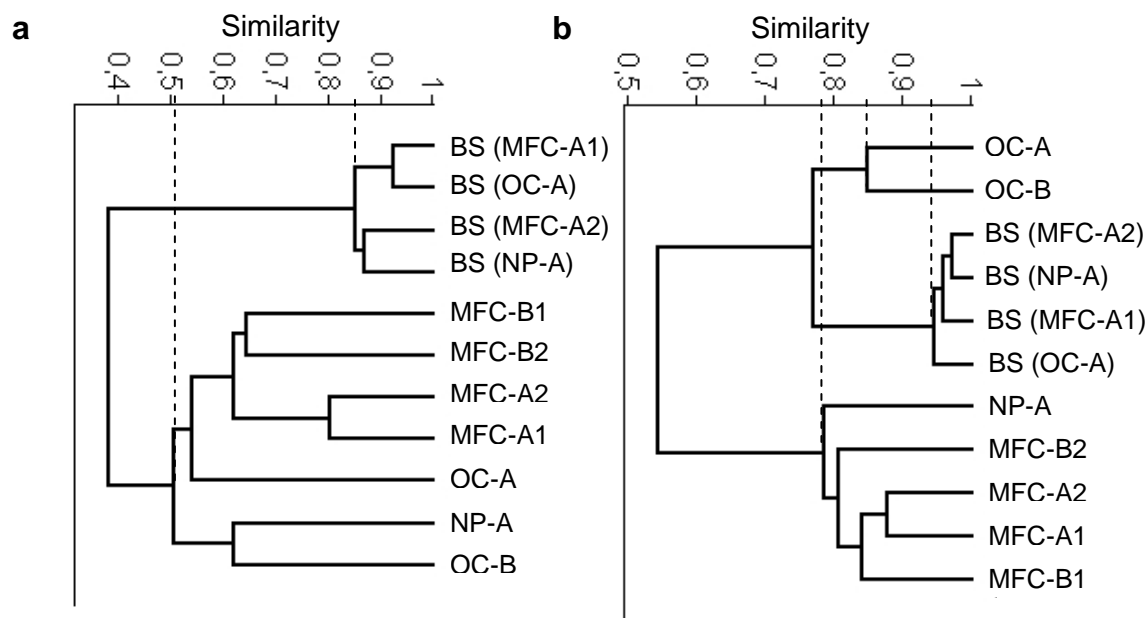 a
Similarity
0,4 0,5 0,6 0,7 0,8 0,9 1
BS (MFC-A1)
BS (OC-A)
BS (MFC-A2)
BS (NP-A)
MFC-B1
MFC-B2
MFC-A2
MFC-A1
OC-A
NP-A
OC-B
b
Similarity
0,5 0,6 0,7 0,8 0,9 1
OC-A
OC-B
BS (MFC-A2)
BS (NP-A)
BS (MFC-A1)
BS (OC-A)
NP-A
MFC-B2
MFC-A2
MFC-A1
MFC-B1